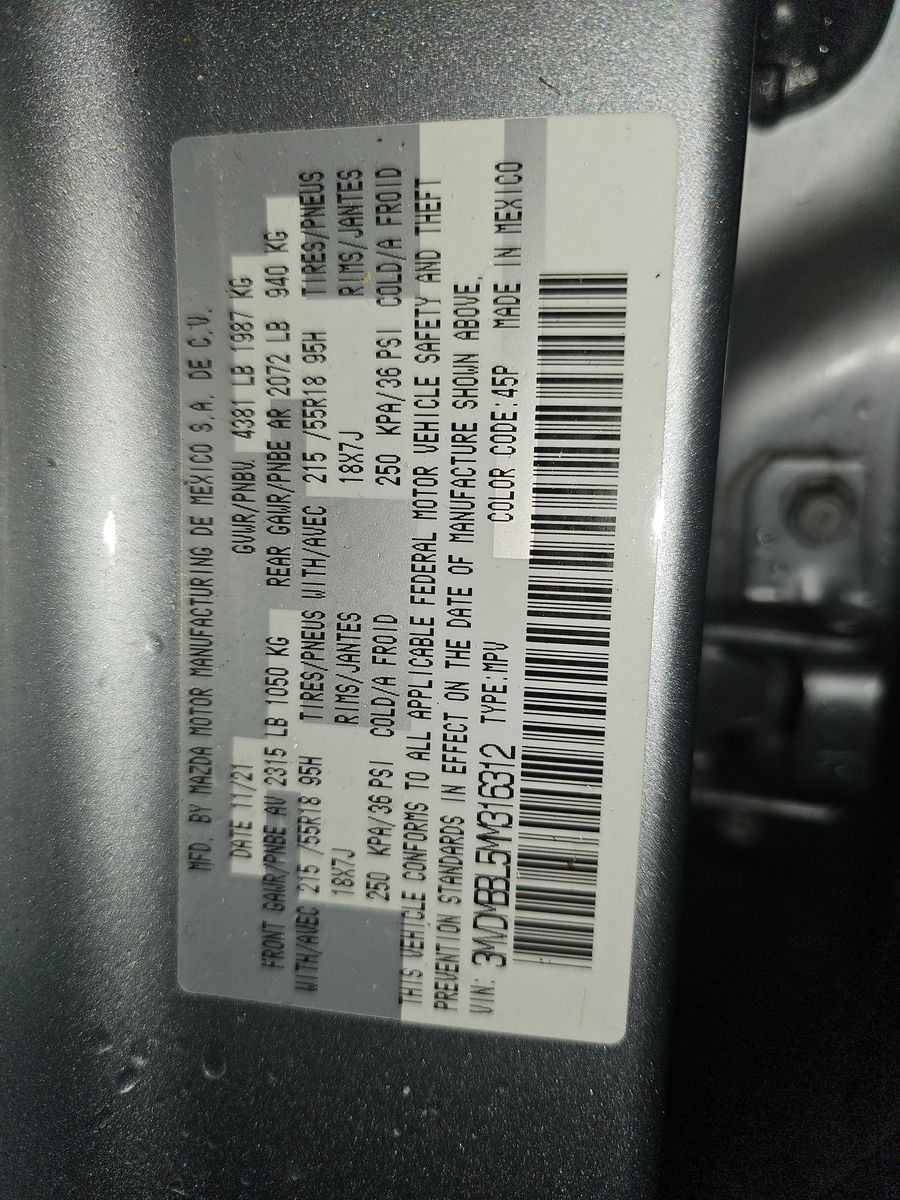 MFD. BY MAZDA MOTOR MANUFACTURING DE MEXICO S.A. DE C.V.
DATE 11/21 GVWR/PNBV. 4381 LB 1987 KG
FRONT GAWR/PNBE AV 2315 LB 1050 KG REAR GAWR/PNBE AR 2072 LB 940 KG
WITH/AVEC 215 /55R18 95H TIRES/PNEUS WITH/AVEC 215 /55R18 95H TIRES/PNEUS
18X7J RIMS/JANTES 18X7J RIMS/JANTES
250 KPA/36 PSI COLD/A FROID 250 KPA/36 PSI COLD/A FROID
THIS VEHICLE CONFORMS TO ALL APPLICABLE FEDERAL MOTOR VEHICLE SAFETY AND THEFT
PREVENTION STANDARDS IN EFFECT ON THE DATE OF MANUFACTURE SHOWN ABOVE
VIN: 3MVDMBBL5MM316312 TYPE:MPV COLOR CODE:45P MADE IN MEXICO